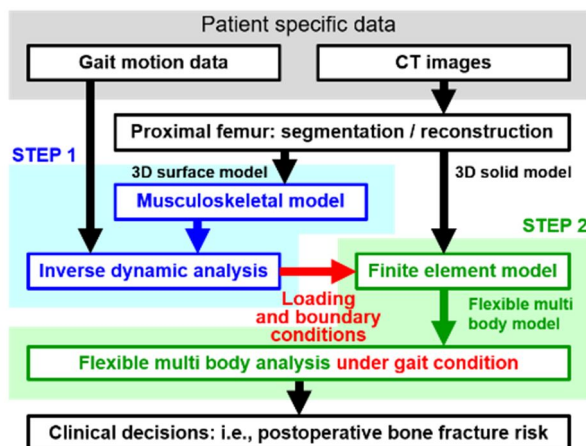 Patient specific data
Gait motion data
CT images
Proximal femur: segmentation / reconstruction
STEP 1
3D surface model
3D solid model
Musculoskeletal model
STEP 2
Inverse dynamic analysis
Finite element model
Loading
and boundary
conditions
Flexible multi
body model
Flexible multi body analysis under gait condition
Clinical decisions: i.e., postoperative bone fracture risk